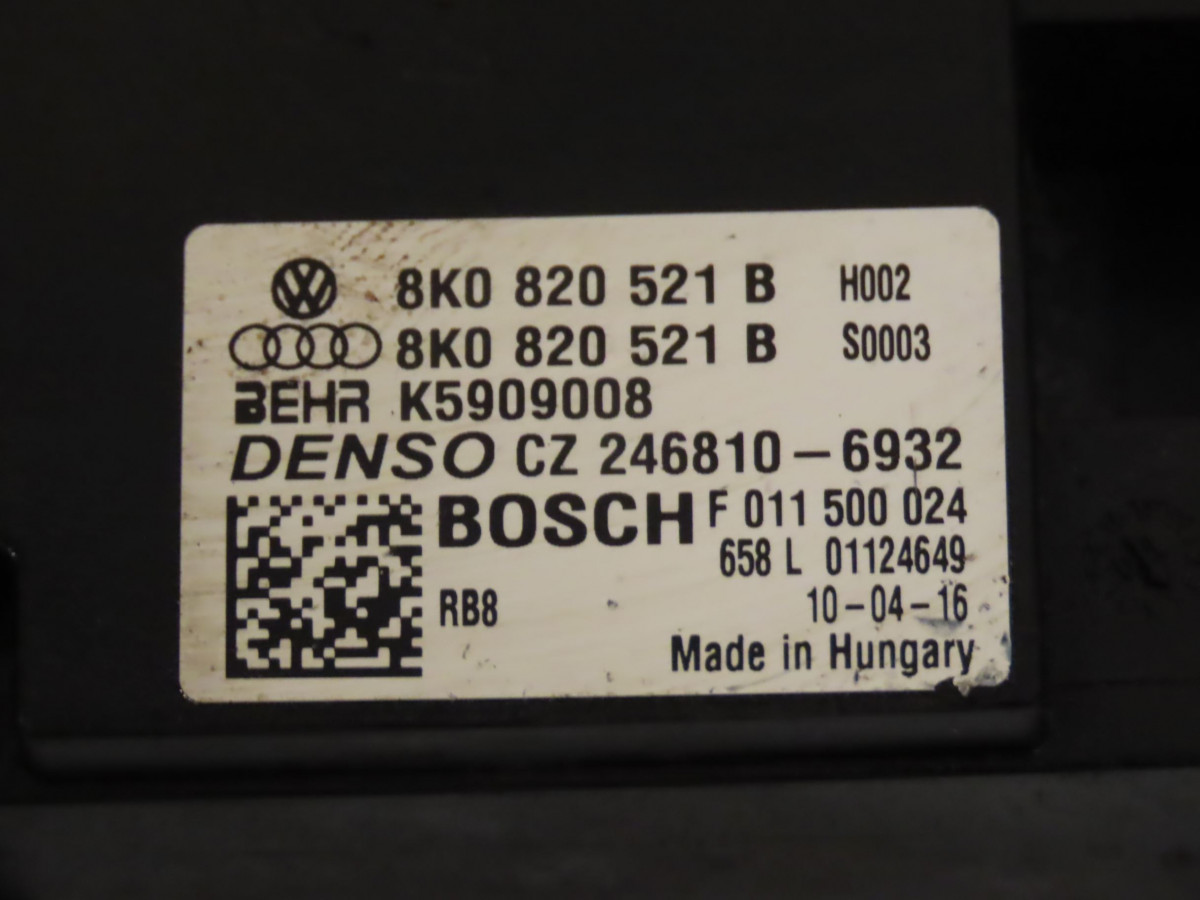 8K0 820 521 B H002
8K0 820 521 B S0003
BEHR K5909008
DENSO CZ 246810-6932
BOSCH F 011 500 024
658 L 01124649
RB8 10-04-16
Made in Hungary